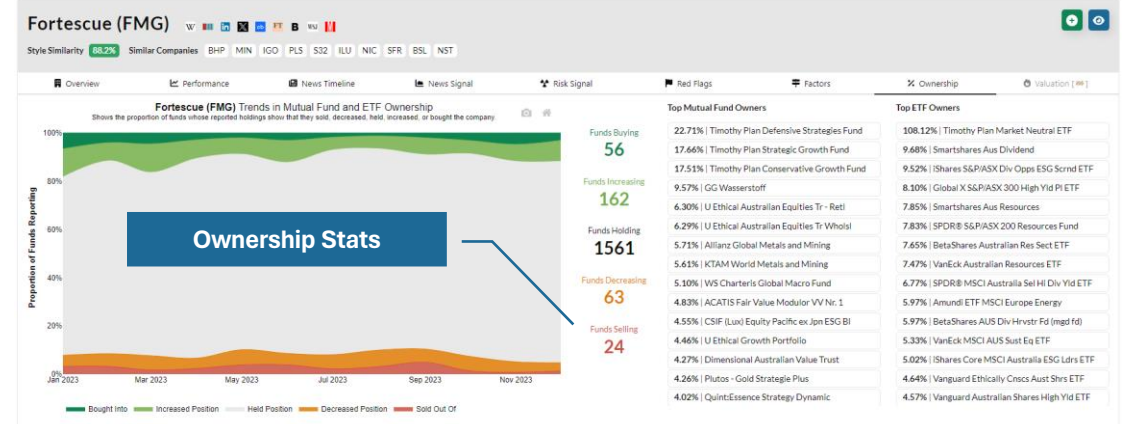 Fortescue (FMG)
W in X FT B WSJ
Style Similarity 88.2% Similar Companies BHP MIN IGO PLS S32 ILU NIC SFR BSL NST
Overview Performance News Timeline News Signal Risk Signal Red Flags Factors Ownership Valuation
Fortescue (FMG) Trends in Mutual Fund and ETF Ownership
Shows the proportion of funds whose reported holdings show that they sold, decreased, held, increased, or bought the company
Proportion of Funds Reporting
100%
80%
60%
40%
20%
0%
Jan 2023 Mar 2023 May 2023 Jul 2023 Sep 2023 Nov 2023
Bought Into Increased Position Held Position Decreased Position Sold Out Of
Ownership Stats
Funds Buying
56
Funds Increasing
162
Funds Holding
1561
Funds Decreasing
63
Funds Selling
24
Top Mutual Fund Owners
22.71% | Timothy Plan Defensive Strategies Fund
17.66% | Timothy Plan Strategic Growth Fund
17.51% | Timothy Plan Conservative Growth Fund
9.57% | GG Wasserstoff
6.30% | U Ethical Australian Equities Tr - Retl
6.29% | U Ethical Australian Equities Tr Wholsl
5.71% | Allianz Global Metals and Mining
5.61% | KTAM World Metals and Mining
5.10% | WS Charteris Global Macro Fund
4.83% | ACATIS Fair Value Modulor VV Nr. 1
4.55% | CSIF (Lux) Equity Pacific ex Jpn ESG Bl
4.46% | U Ethical Growth Portfolio
4.27% | Dimensional Australian Value Trust
4.26% | Plutos - Gold Strategie Plus
4.02% | Quint:Essence Strategy Dynamic
Top ETF Owners
108.12% | Timothy Plan Market Neutral ETF
9.68% | Smartshares Aus Dividend
9.52% | iShares S&P/ASX Div Opps ESG Scrnd ETF
8.10% | Global X S&P/ASX 300 High Yld Pl ETF
7.85% | Smartshares Aus Resources
7.83% | SPDR® S&P/ASX 200 Resources Fund
7.65% | BetaShares Australian Res Sect ETF
7.47% | VanEck Australian Resources ETF
6.77% | SPDR® MSCI Australia Sel Hi Div Yld ETF
5.97% | Amundi ETF MSCI Europe Energy
5.97% | BetaShares AUS Div Hrvstr Fd (mgd fd)
5.33% | VanEck MSCI AUS Sust Eq ETF
5.02% | iShares Core MSCI Australia ESG Ldrs ETF
4.64% | Vanguard Ethically Cnscs Aust Shrs ETF
4.57% | Vanguard Australian Shares High Yld ETF